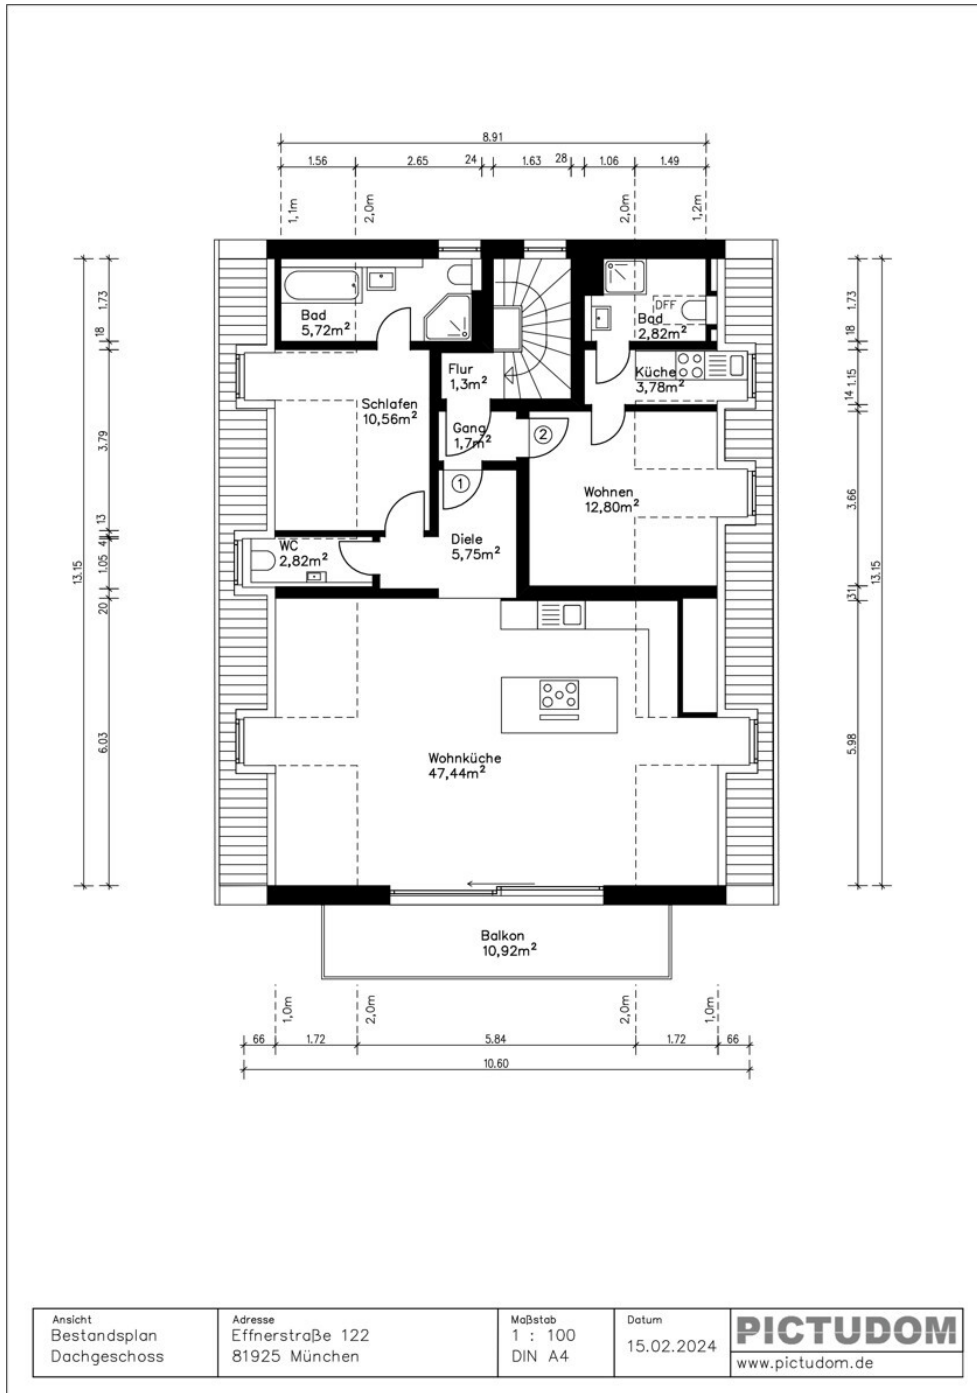 8.91
1.56
2.65
24
1.63
28
1.06
1.49
1,1m
2,0m
2,0m
1,2m
1.73
18
3.79
13
4
1.05
20
6.03
13.15
1.73
18
1.15
14
3.66
31
5.98
13.15
Bad
5,72m²
DFF
Bad
2,82m²
Flur
1,3m²
Küche
3,78m²
Schlafen
10,56m²
Gang
1,7m²
2
1
Wohnen
12,80m²
WC
2,82m²
Diele
5,75m²
Wohnküche
47,44m²
Balkon
10,92m²
1,0m
2,0m
2,0m
1,0m
66
1.72
5.84
1.72
66
10.60
Ansicht
Bestandsplan
Dachgeschoss
Adresse
Effnerstraße 122
81925 München
Maßstab
1 : 100
DIN A4
Datum
15.02.2024
PICTUDOM
www.pictudom.de